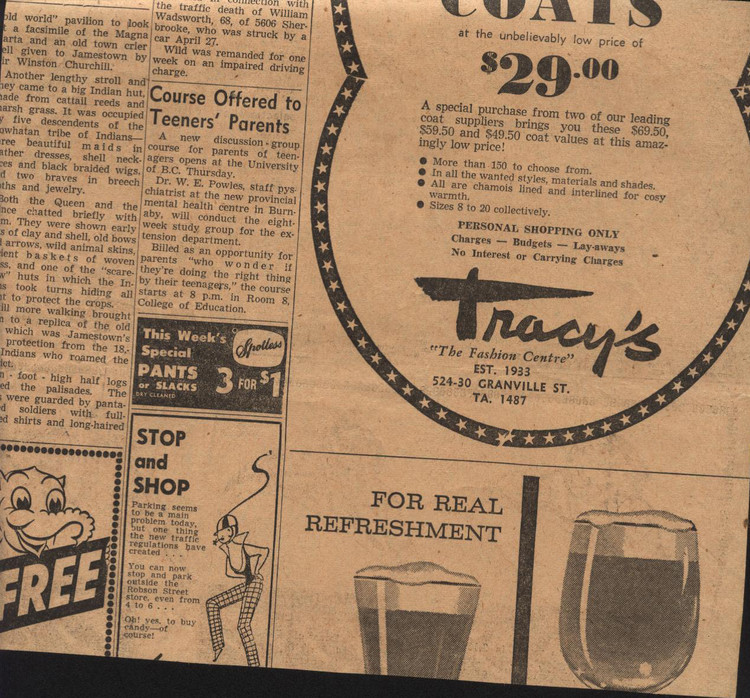 old world" pavilion to look
a facsimile of the Magna
arta and an old town crier
ell given to Jamestown by
ir Winston Churchill.
Another lengthy stroll and
hey came to a big Indian hut,
made from cattail reeds and
marsh grass. It was occupied
y five descendents of the
owhatan tribe of Indians—
ree beautiful maids in
ather dresses, shell neck-
ces and black braided wigs,
d two braves in breech
oths and jewelry.
Both the Queen and the
nce chatted briefly with
m. They were shown early
s of clay and shell, old bows
arrows, wild animal skins,
ient baskets of woven
ss, and one of the "scare-
w" huts in which the In-
s took turns hiding all
t to protect the crops.
ill more walking brought
n to a replica of the old
which was Jamestown's
protection from the 18,-
Indians who roamed the
ict.
n - foot - high half logs
ed the palisades. The
s were guarded by panta-
d soldiers with full-
ed shirts and long-haired
in connection with
the traffic death of William
Wadsworth, 68, of 5606 Sher-
brooke, who was struck by a
car April 27.
Wild was remanded for one
week on an impaired driving
charge.
Course Offered to
Teeners' Parents
A new discussion-group
course for parents of teen-
agers opens at the University
of B.C. Thursday.
Dr. W. E. Powles, staff psy-
chiatrist at the new provincial
mental health centre in Burn-
aby, will conduct the eight-
week study group for the ex-
tension department.
Billed as an opportunity for
parents "who wonder if
they're doing the right thing
by their teenagers," the course
starts at 8 p.m. in Room 8,
College of Education.
This Week's
Special
PANTS
or SLACKS
DAY CLEANED
Spotless
3 FOR $1
STOP
and
SHOP
Parking seems
to be a main
problem today,
but one thing
the new traffic
regulations have
created . . .
You can now
stop and park
outside the
Robson Street
store, even from
4 to 6 . . .
Oh! yes, to buy
candy—of
course!
FREE
COATS
at the unbelievably low price of
$29.00
A special purchase from two of our leading
coat suppliers brings you these $69.50,
$59.50 and $49.50 coat values at this amaz-
ingly low price!
● More than 150 to choose from.
● In all the wanted styles, materials and shades.
● All are chamois lined and interlined for cosy
warmth.
● Sizes 8 to 20 collectively.
PERSONAL SHOPPING ONLY
Charges — Budgets — Lay-aways
No Interest or Carrying Charges
Tracy's
"The Fashion Centre"
EST. 1933
524-30 GRANVILLE ST.
TA. 1487
FOR REAL
REFRESHMENT